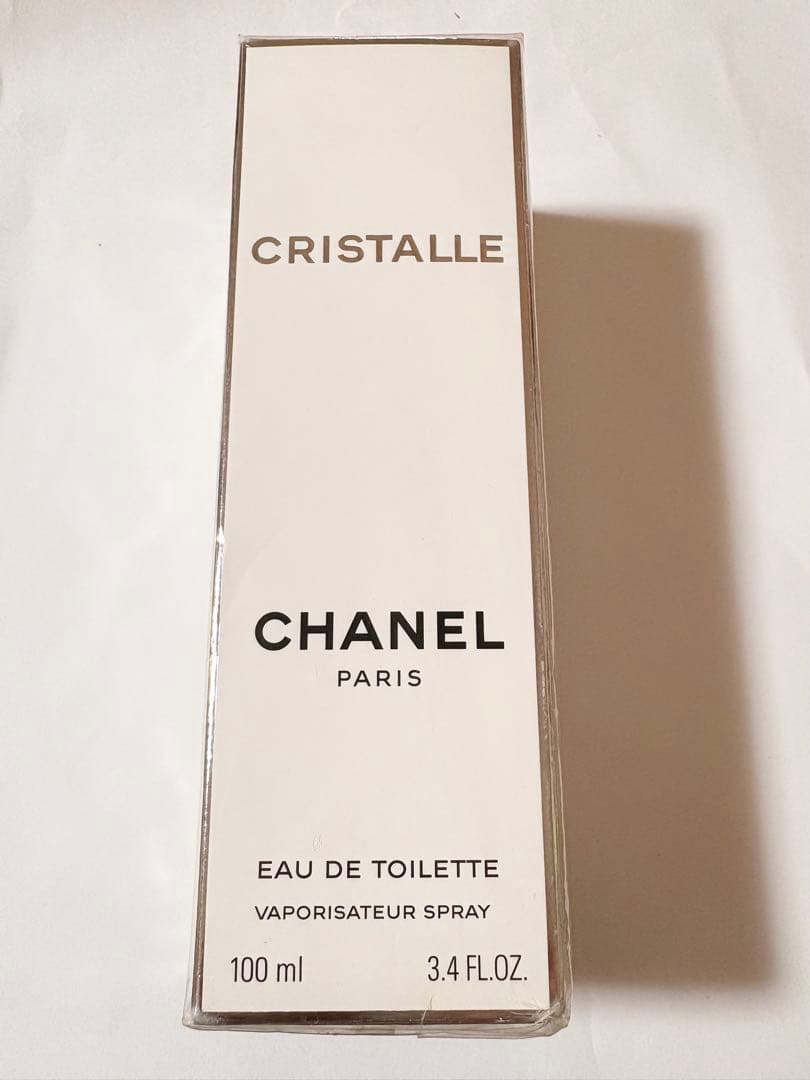 CRISTALLE
CHANEL
PARIS
EAU DE TOILETTE
VAPORISATEUR SPRAY
100 ml 3.4 FL.OZ.